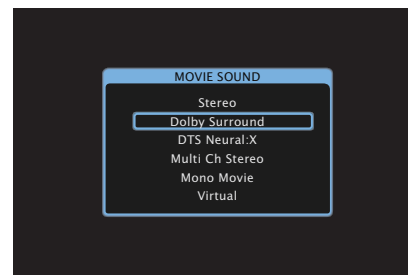 MOVIE SOUND
Stereo
Dolby Surround
DTS Neural:X
Multi Ch Stereo
Mono Movie
Virtual